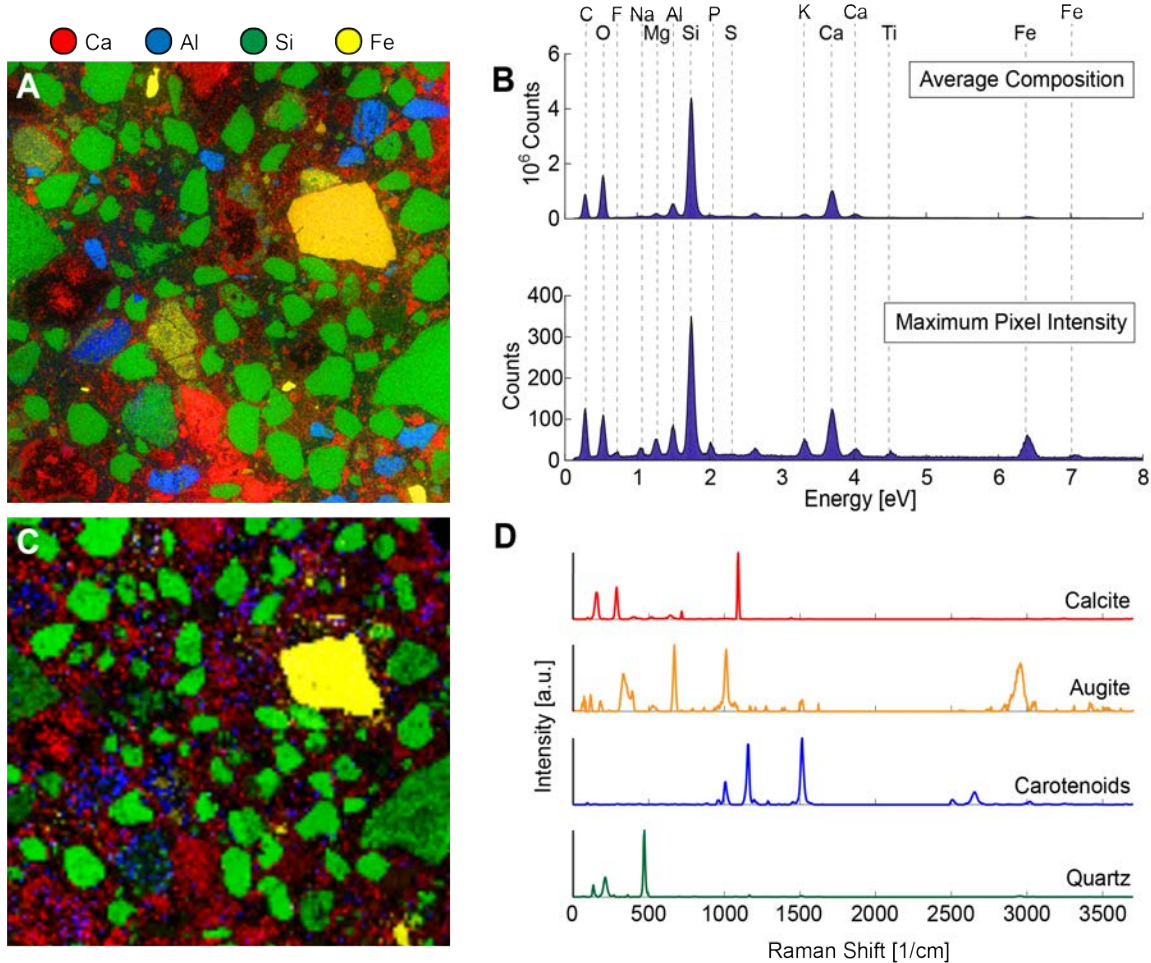 Ca Al Si Fe
A
B
C F Na Al P K Ca Fe
O Mg Si S Ca Ti Fe
6
4
2
0
10⁶ Counts
Average Composition
400
300
200
100
0
Counts
Maximum Pixel Intensity
0 1 2 3 4 5 6 7 8
Energy [eV]
C
D
Calcite
Augite
Carotenoids
Quartz
Intensity [a.u.]
0 500 1000 1500 2000 2500 3000 3500
Raman Shift [1/cm]